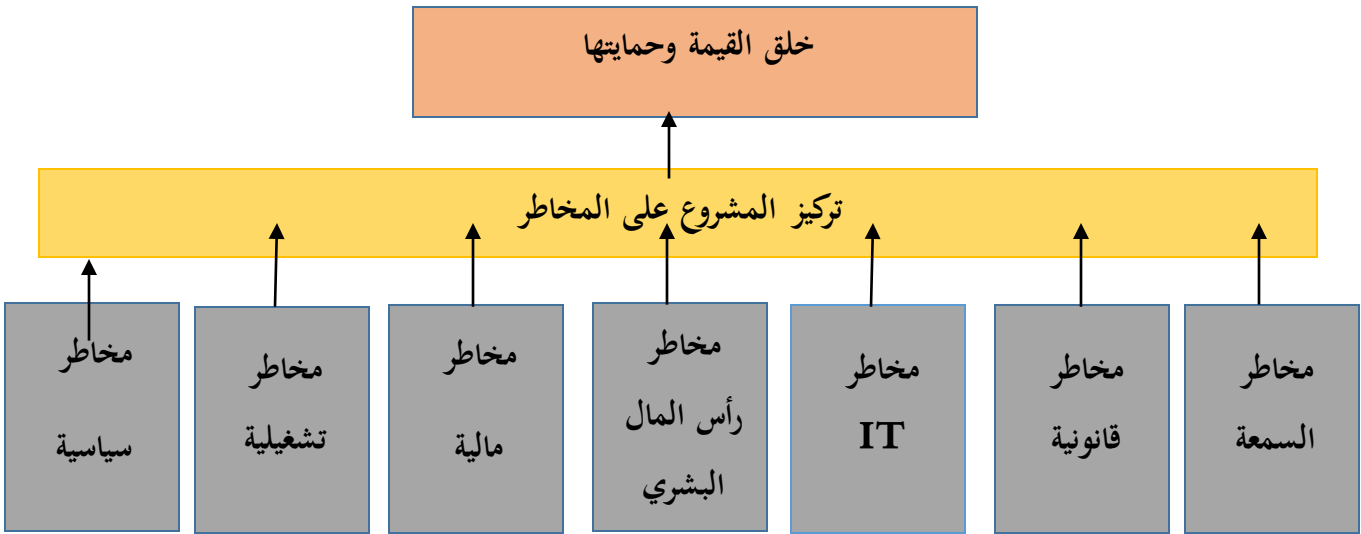 خلق القيمة وحمايتها
تركيز المشروع على المخاطر
مخاطر
السمعة
مخاطر
قانونية
مخاطر
IT
مخاطر
رأس المال
البشري
مخاطر
مالية
مخاطر
تشغيلية
مخاطر
سياسية